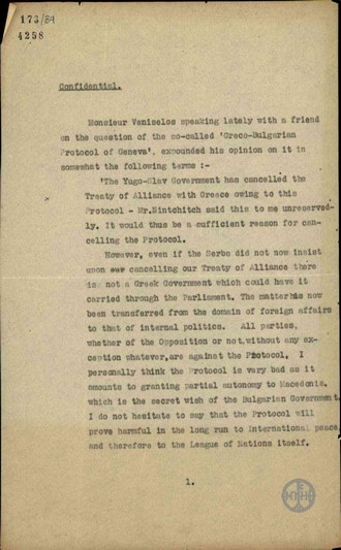 173/84
4298
Confidential.
Monsieur Vanizelos speaking lately with a friend
on the question of the so-called 'Greco-Bulgarian
Protocol of Geneva', expounded his opinion on it in
somewhat the following terms :-
'The Yugo-Slav Government has cancelled the
Treaty of Alliance with Greece owing to this
Protocol - Mr.Nintchitch said this to me unreserved-
ly. It would thus be a sufficient reason for can-
celling the Protocol.
However, even if the Serbs did not now insist
upon our cancelling our Treaty of Alliance there
is not a Greek Government which could have it
carried through the Parliament. The matter has now
been transferred from the domain of foreign affairs
to that of internal politics. All parties,
whether of the Opposition or not, without any ex-
ception whatever, are against the Protocol. I
personally think the Protocol is very bad as it
amounts to granting partial autonomy to Macedonia,
which is the secret wish of the Bulgarian Government.
I do not hesitate to say that the Protocol will
prove harmful in the long run to International peace,
and therefore to the League of Nations itself.
1.